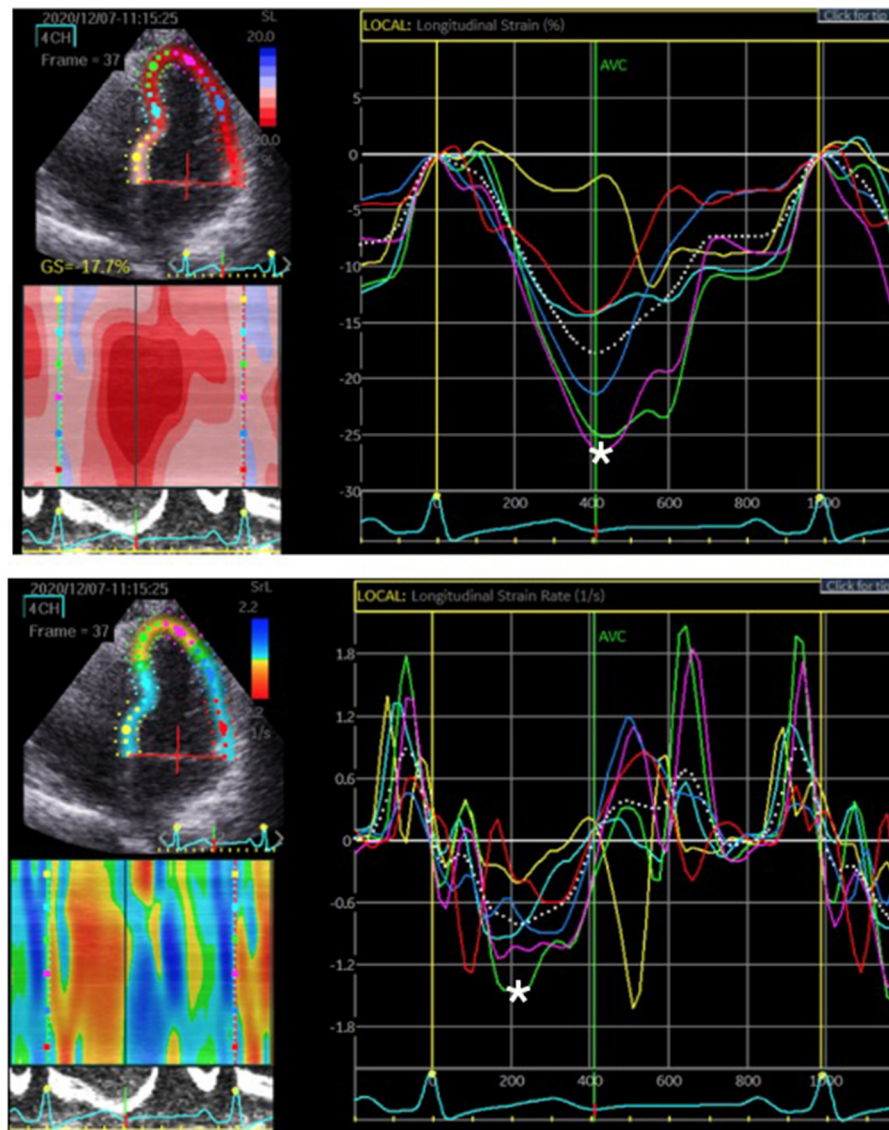 2020/12/07-11:15:25
SL
4CH
20.0
Frame = 37
20.0
%
GS=-17.7%
LOCAL: Longitudinal Strain (%)
Click for tip
AVC
5
0
-5
-10
-15
-20
-25
-30
0
200
400
600
800
*
2020/12/07-11:15:25
SrL
4CH
2.2
Frame = 37
1/s
LOCAL: Longitudinal Strain Rate (1/s)
Click for tip
AVC
1.8
1.2
0.6
0
-0.6
-1.2
-1.8
0
200
400
600
800
*